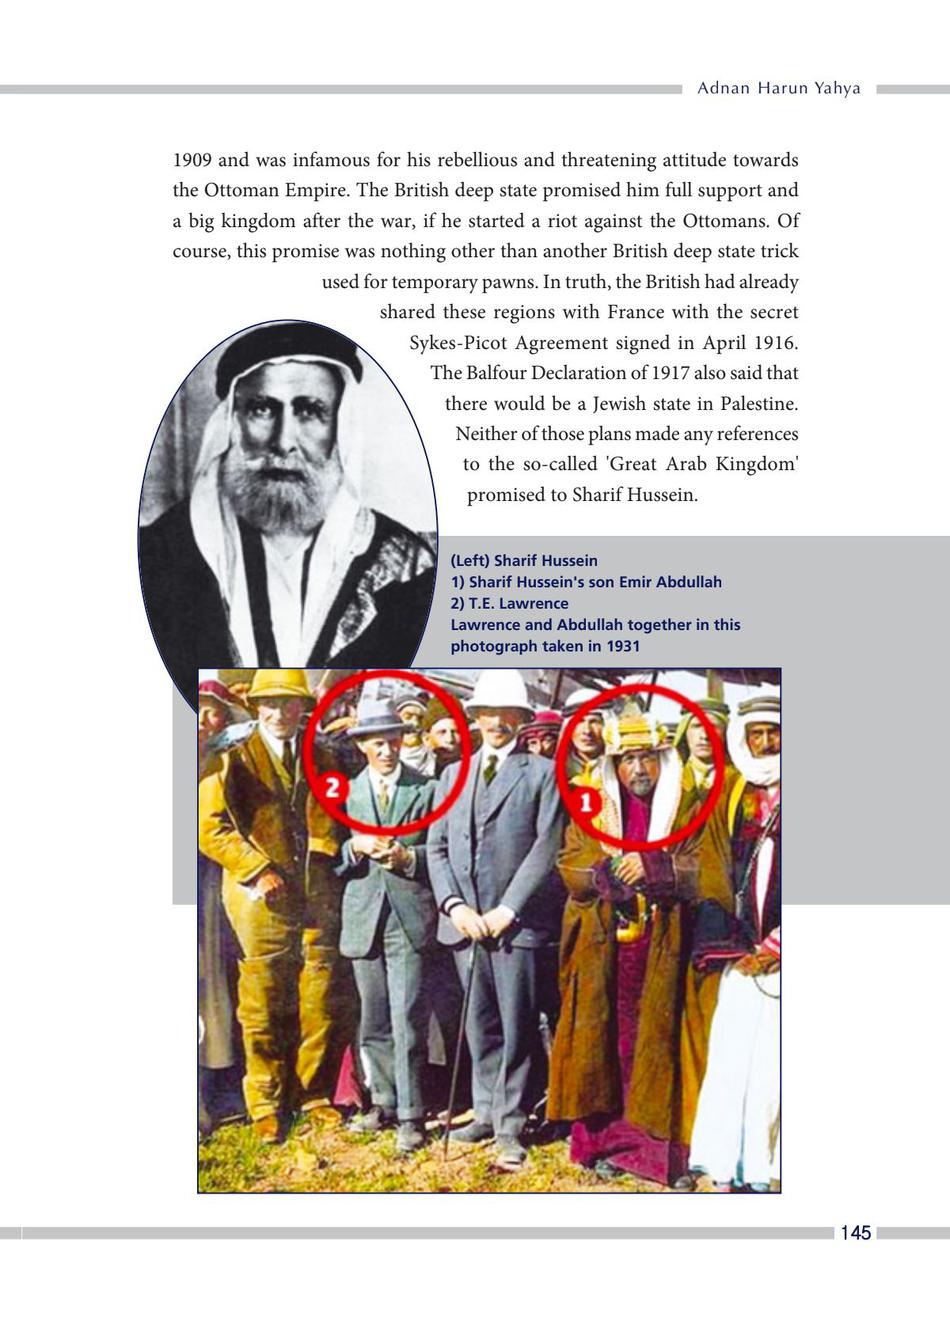 Adnan Harun Yahya
1909 and was infamous for his rebellious and threatening attitude towards
the Ottoman Empire. The British deep state promised him full support and
a big kingdom after the war, if he started a riot against the Ottomans. Of
course, this promise was nothing other than another British deep state trick
used for temporary pawns. In truth, the British had already
shared these regions with France with the secret
Sykes-Picot Agreement signed in April 1916.
The Balfour Declaration of 1917 also said that
there would be a Jewish state in Palestine.
Neither of those plans made any references
to the so-called 'Great Arab Kingdom'
promised to Sharif Hussein.
(Left) Sharif Hussein
1) Sharif Hussein's son Emir Abdullah
2) T.E. Lawrence
Lawrence and Abdullah together in this
photograph taken in 1931
2
1
145